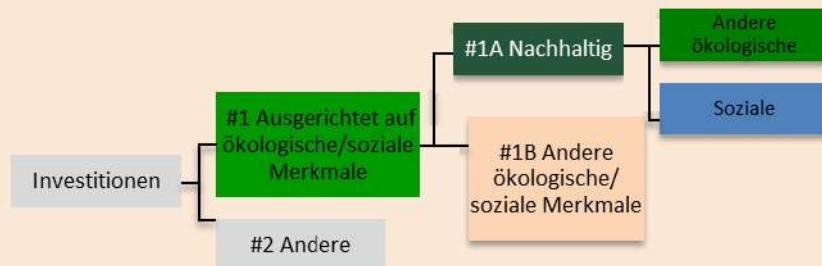 Investitionen
#1 Ausgerichtet auf
ökologische/soziale
Merkmale
#2 Andere
#1A Nachhaltig
#1B Andere
ökologische/
soziale Merkmale
Andere
ökologische
Soziale